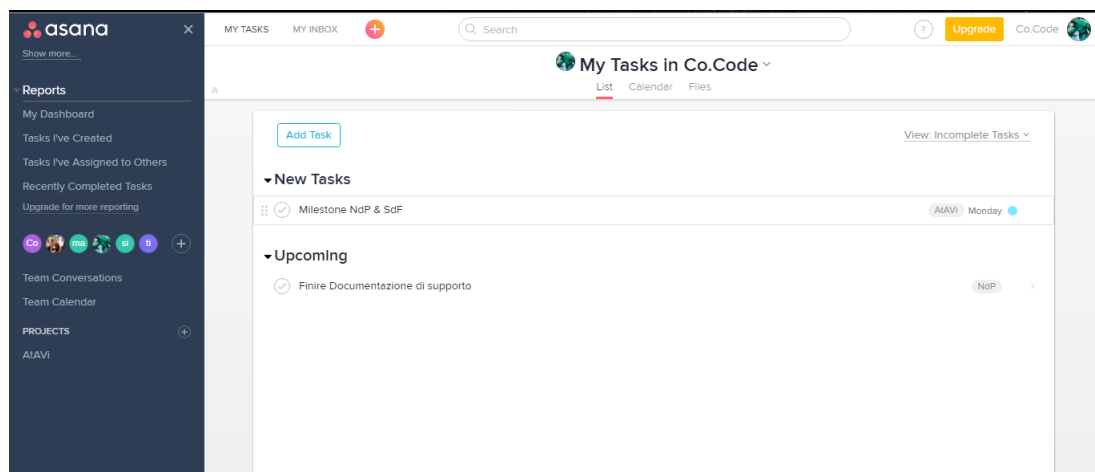 asana
Show more...
Reports
My Dashboard
Tasks I've Created
Tasks I've Assigned to Others
Recently Completed Tasks
Upgrade for more reporting
Co ma si ti
Team Conversations
Team Calendar
PROJECTS
AtAVi
MY TASKS MY INBOX Search ? Upgrade Co.Code
My Tasks in Co.Code
List Calendar Files
Add Task View: Incomplete Tasks
New Tasks
Milestone NdP & SdF AtAVi Monday
Upcoming
Finire Documentazione di supporto NdP